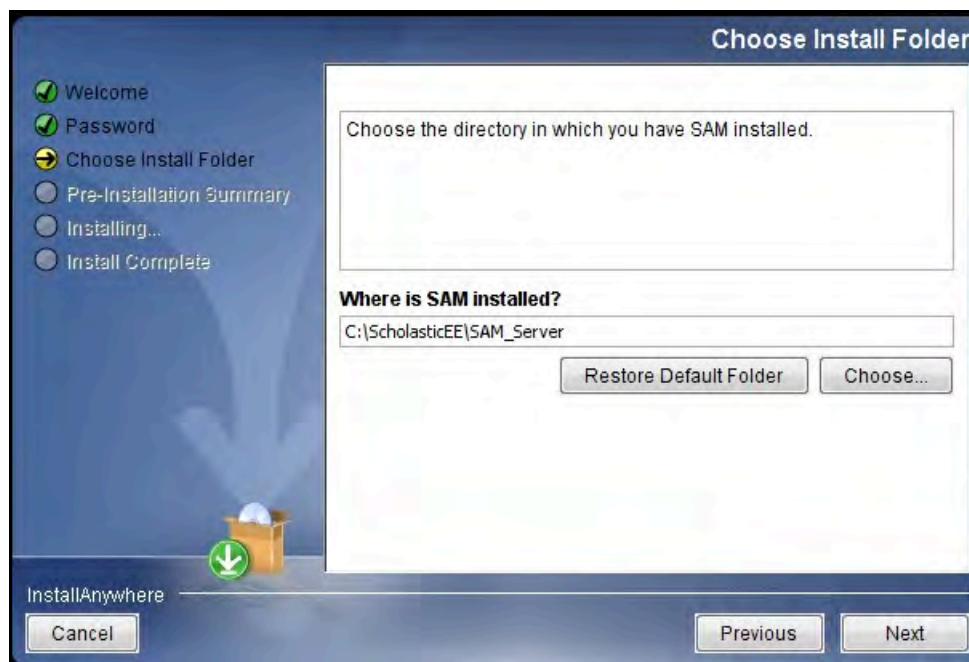 Choose Install Folder
Welcome
Password
Choose Install Folder
Pre-Installation Summary
Installing...
Install Complete
Choose the directory in which you have SAM installed.
Where is SAM installed?
C:\ScholasticEE\SAM_Server
Restore Default Folder
Choose...
InstallAnywhere
Cancel
Previous
Next